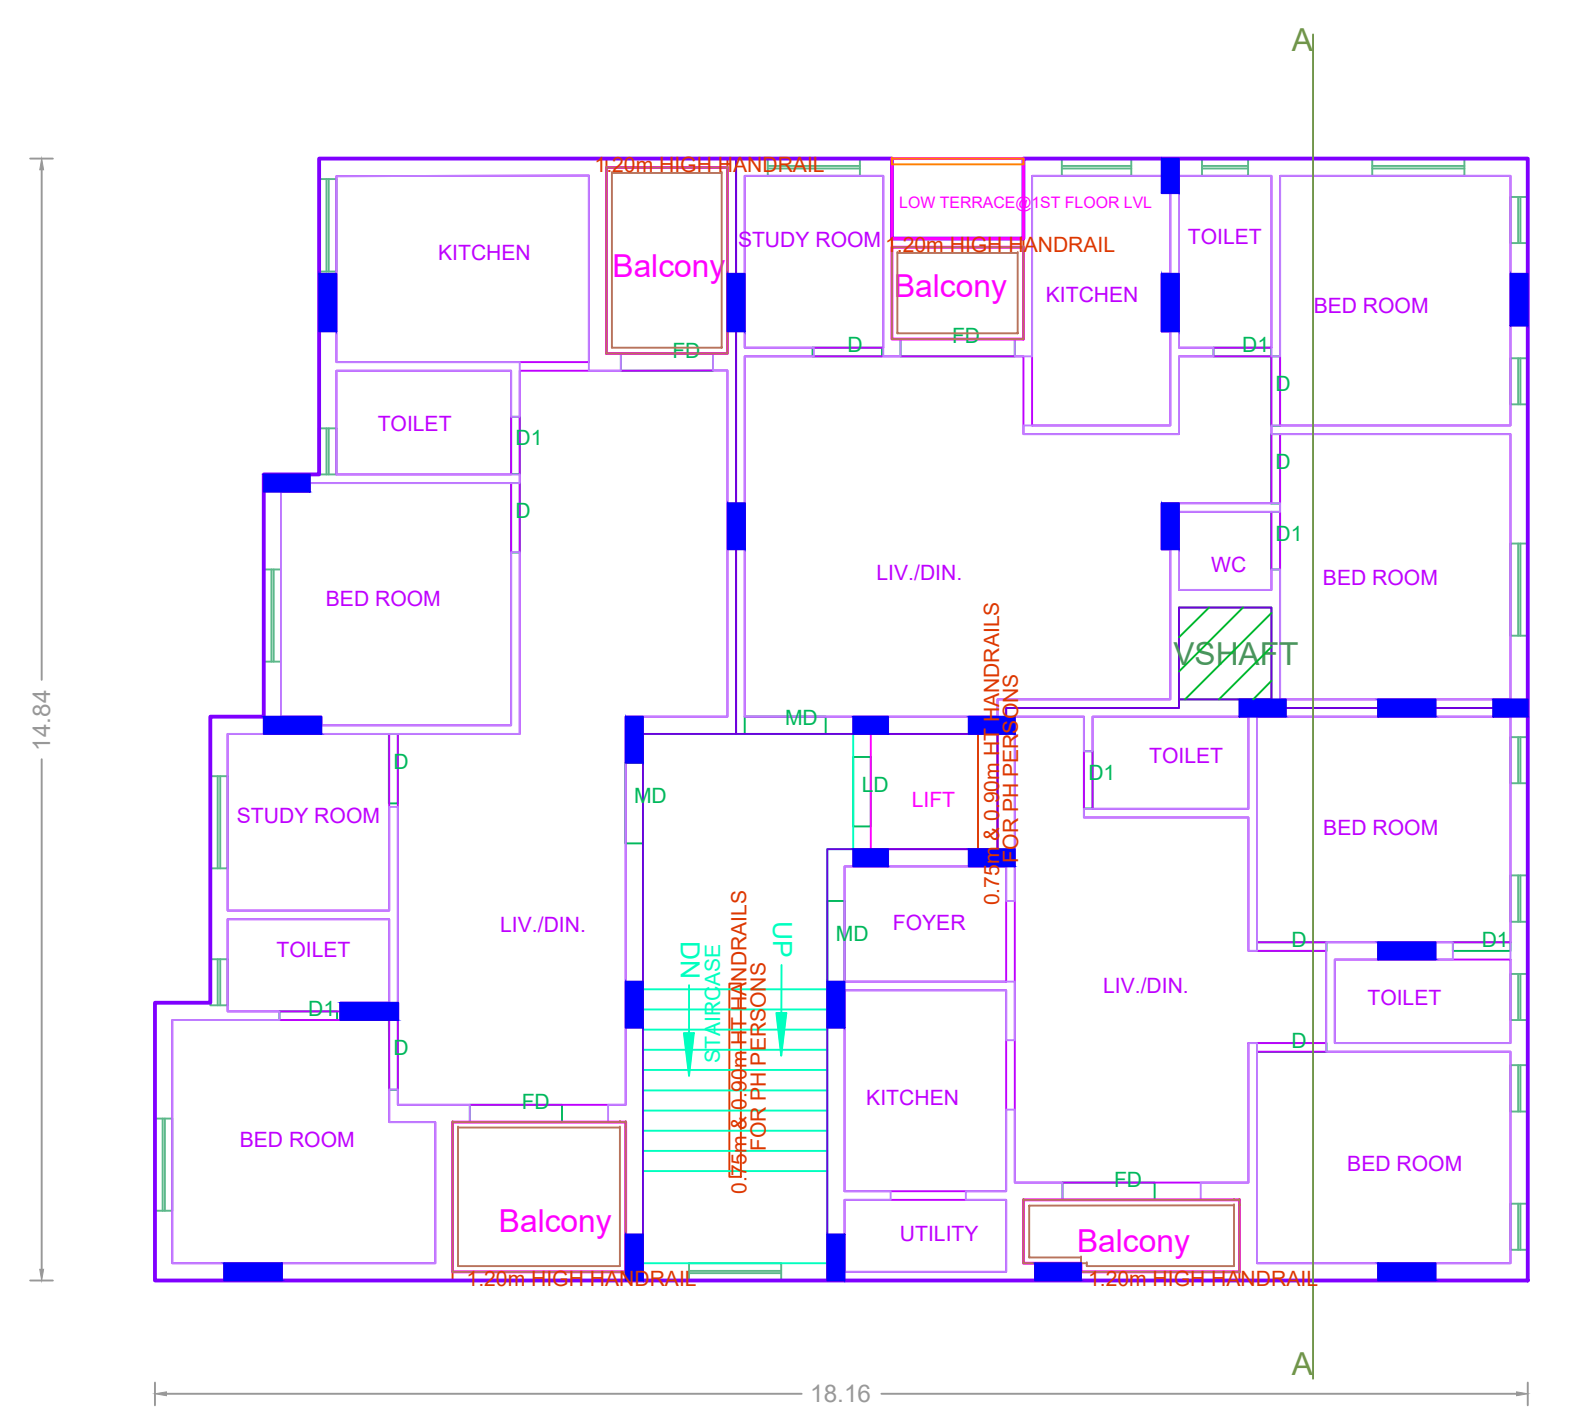 A
1.20m HIGH HANDRAIL
LOW TERRACE@1ST FLOOR LVL
TOILET
STUDY ROOM
1.20m HIGH HANDRAIL
KITCHEN
Balcony
Balcony
KITCHEN
BED ROOM
FD
D
FD
D1
D
TOILET
D1
D
D
D1
BED ROOM
LIV./DIN.
WC
BED ROOM
VSHAFT
0.75m & 0.90m HT HANDRAILS
FOR PH PERSONS
14.84
MD
D
MD
LD
LIFT
D1
TOILET
STUDY ROOM
BED ROOM
TOILET
LIV./DIN.
FOYER
MD
D
D1
UP
DN
STAIRCASE
0.75m & 0.90m HT HANDRAILS
FOR PH PERSONS
LIV./DIN.
TOILET
D1
D
D
KITCHEN
FD
BED ROOM
BED ROOM
FD
Balcony
UTILITY
Balcony
1.20m HIGH HANDRAIL
1.20m HIGH HANDRAIL
A
18.16